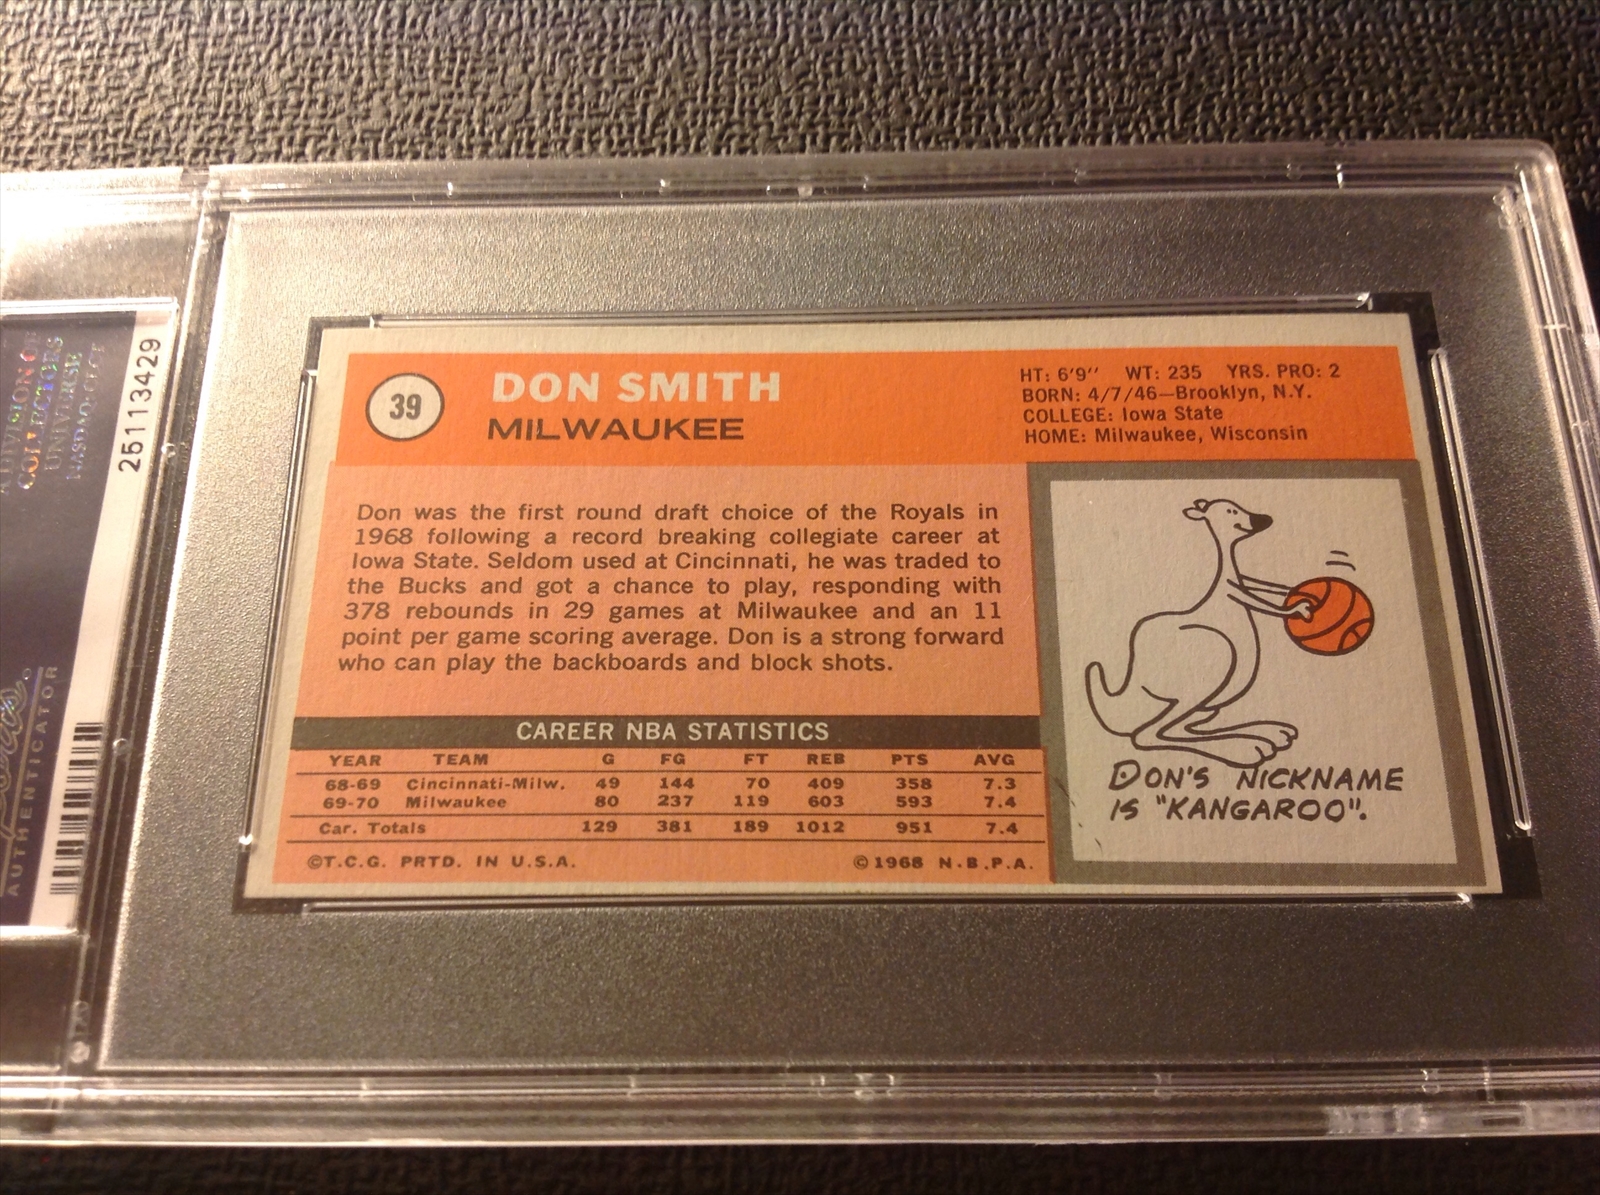 A DIVISION OF
COLLECTORS
UNIVERSE
NASDAQ: CLCT
25113429
AUTHENTICATOR
39
DON SMITH
MILWAUKEE
HT: 6'9" WT: 235 YRS. PRO: 2
BORN: 4/7/46—Brooklyn, N.Y.
COLLEGE: Iowa State
HOME: Milwaukee, Wisconsin
Don was the first round draft choice of the Royals in
1968 following a record breaking collegiate career at
Iowa State. Seldom used at Cincinnati, he was traded to
the Bucks and got a chance to play, responding with
378 rebounds in 29 games at Milwaukee and an 11
point per game scoring average. Don is a strong forward
who can play the backboards and block shots.
CAREER NBA STATISTICS
YEAR TEAM G FG FT REB PTS AVG
68-69 Cincinnati-Milw. 49 144 70 409 358 7.3
69-70 Milwaukee 80 237 119 603 593 7.4
Car. Totals 129 381 189 1012 951 7.4
©T.C.G. PRTD. IN U.S.A. ©1968 N.B.P.A.
DON'S NICKNAME
IS "KANGAROO".